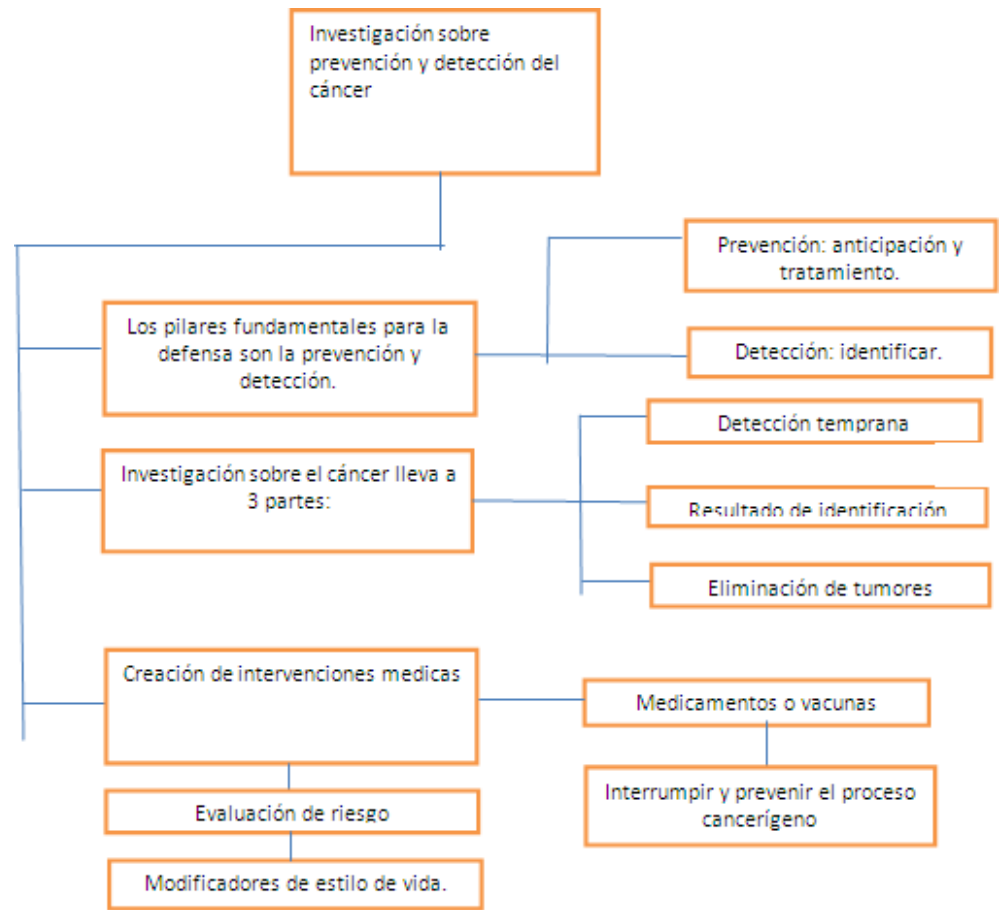 Investigación sobre
prevención y detección del
cáncer
Prevención: anticipación y
tratamiento.
Los pilares fundamentales para la
defensa son la prevención y
detección.
Detección: identificar.
Detección temprana
Investigación sobre el cáncer lleva a
3 partes:
Resultado de identificación
Eliminación de tumores
Creación de intervenciones medicas
Medicamentos o vacunas
Interrumpir y prevenir el proceso
cancerígeno
Evaluación de riesgo
Modificadores de estilo de vida.